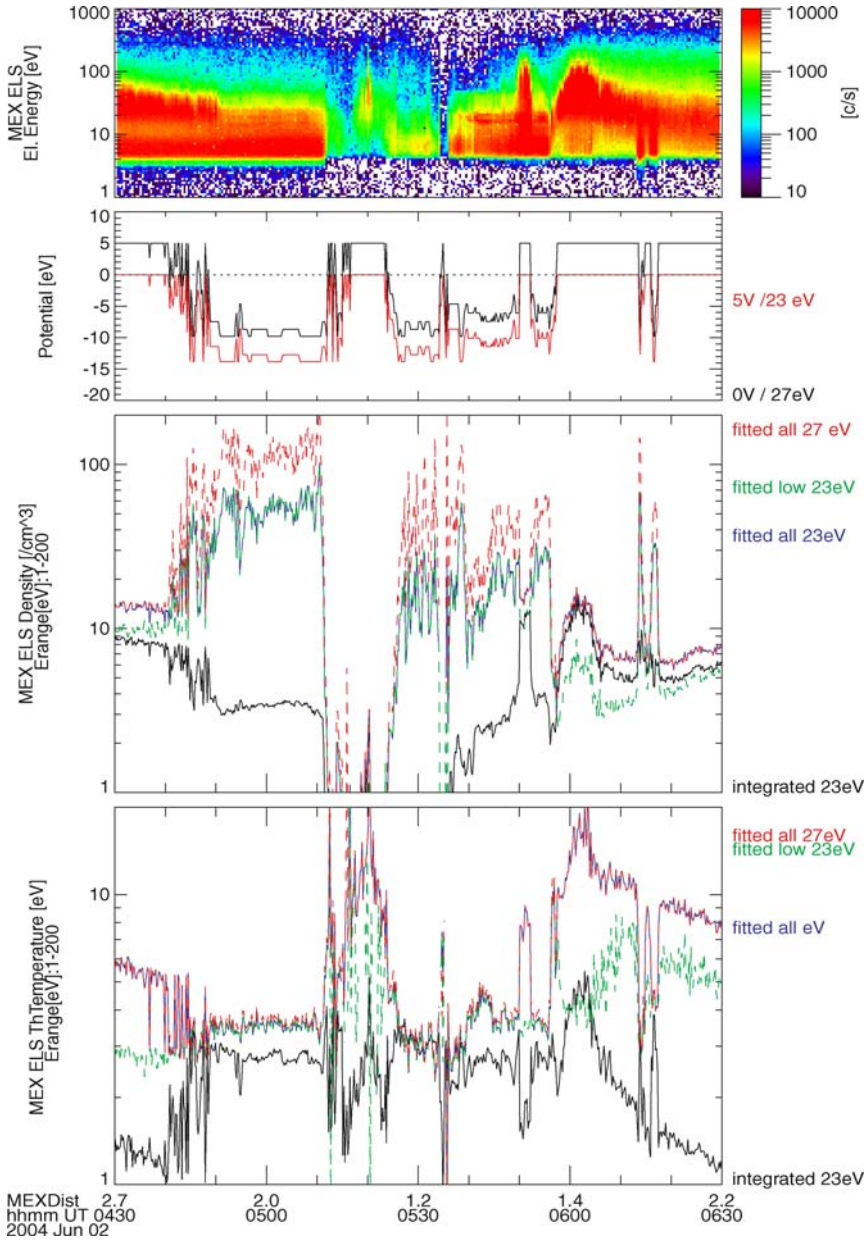 MEX ELS
El. Energy [eV]
1000
100
10
1
10000
1000
100
10
[c/s]
Potential [eV]
10
5
0
-5
-10
-15
-20
5V /23 eV
0V / 27eV
MEX ELS Density [/cm^3]
Erange[eV]:1-200
100
10
1
fitted all 27 eV
fitted low 23eV
fitted all 23eV
integrated 23eV
MEX ELS ThTemperature [eV]
Erange[eV]:1-200
10
1
fitted all 27eV
fitted low 23eV
fitted all eV
integrated 23eV
MEXDist 2.7 2.0 1.2 1.4 2.2
hhmm UT 0430 0500 0530 0600 0630
2004 Jun 02